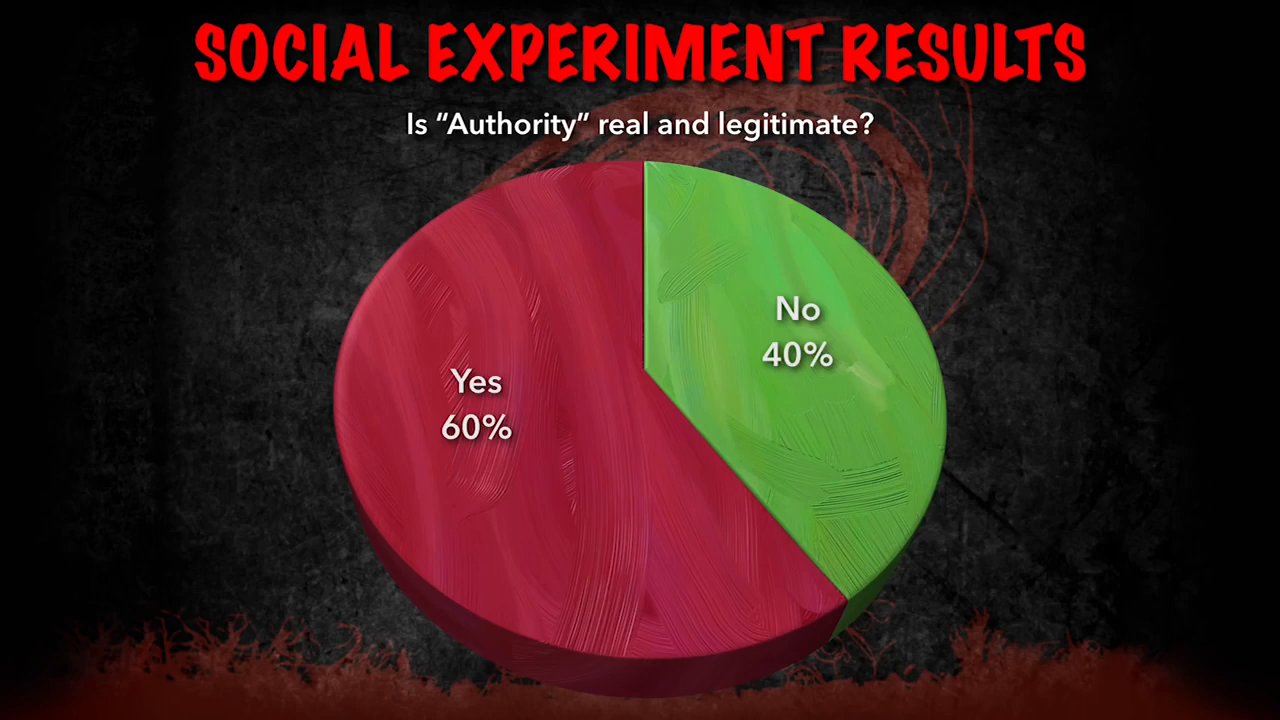 SOCIAL EXPERIMENT RESULTS
Is “Authority” real and legitimate?
No
40%
Yes
60%